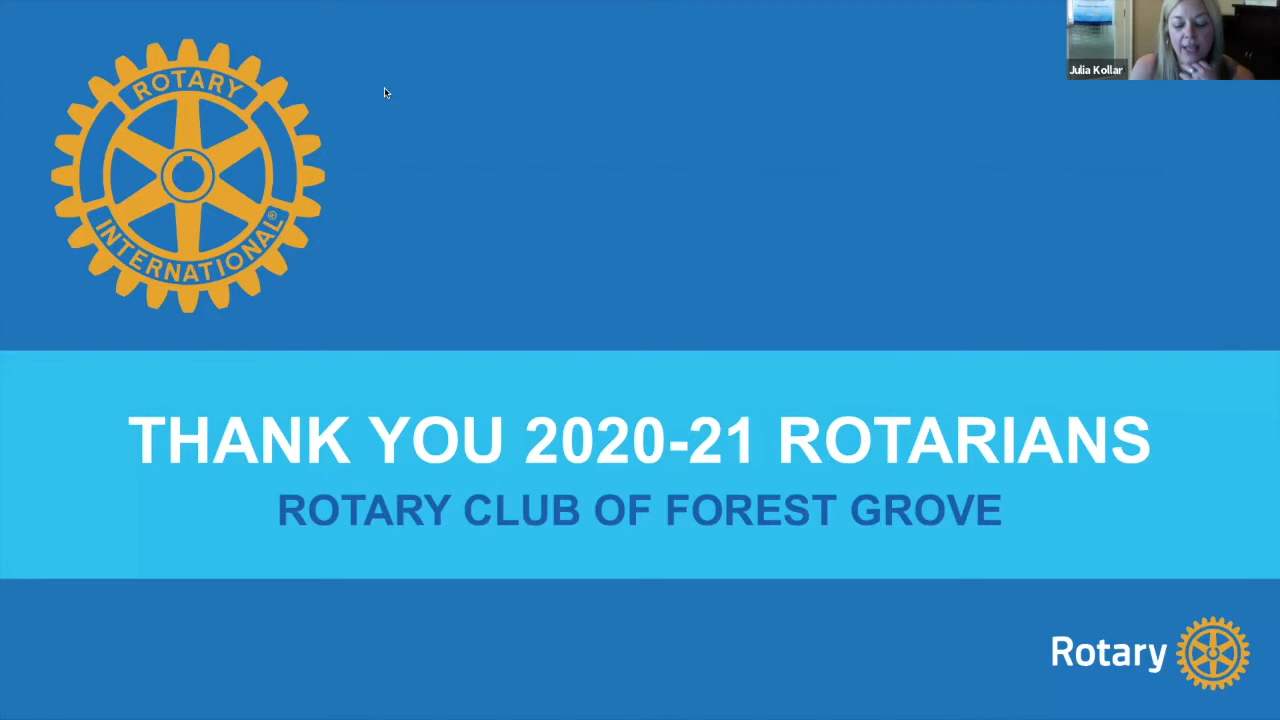 ROTARY
INTERNATIONAL®
Julia Kollar
THANK YOU 2020-21 ROTARIANS
ROTARY CLUB OF FOREST GROVE
Rotary